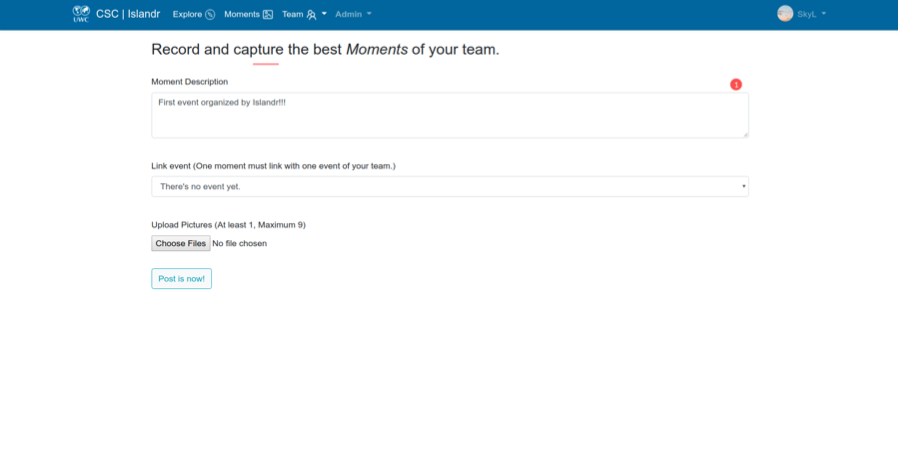 UWC
CSC | Islandr
Explore
Moments
Team
Admin
SkyL
Record and capture the best Moments of your team.
Moment Description
1
First event organized by Islandr!!!
Link event (One moment must link with one event of your team.)
There's no event yet.
Upload Pictures (At least 1, Maximum 9)
Choose Files No file chosen
Post is now!